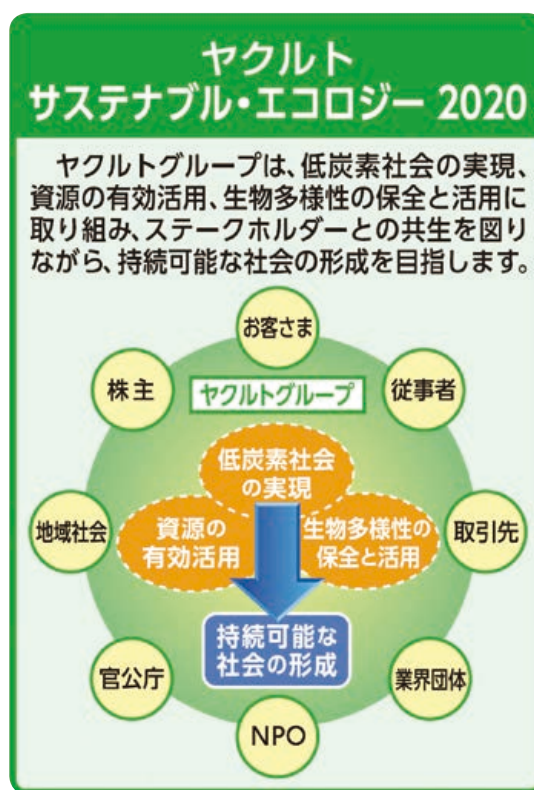 ヤクルト
サステナブル・エコロジー 2020
ヤクルトグループは、低炭素社会の実現、
資源の有効活用、生物多様性の保全と活用に
取り組み、ステークホルダーとの共生を図り
ながら、持続可能な社会の形成を目指します。
お客さま
株主
ヤクルトグループ
従事者
低炭素社会
の実現
地域社会
資源の
有効活用
生物多様性の
保全と活用
取引先
持続可能な
社会の形成
官公庁
業界団体
NPO